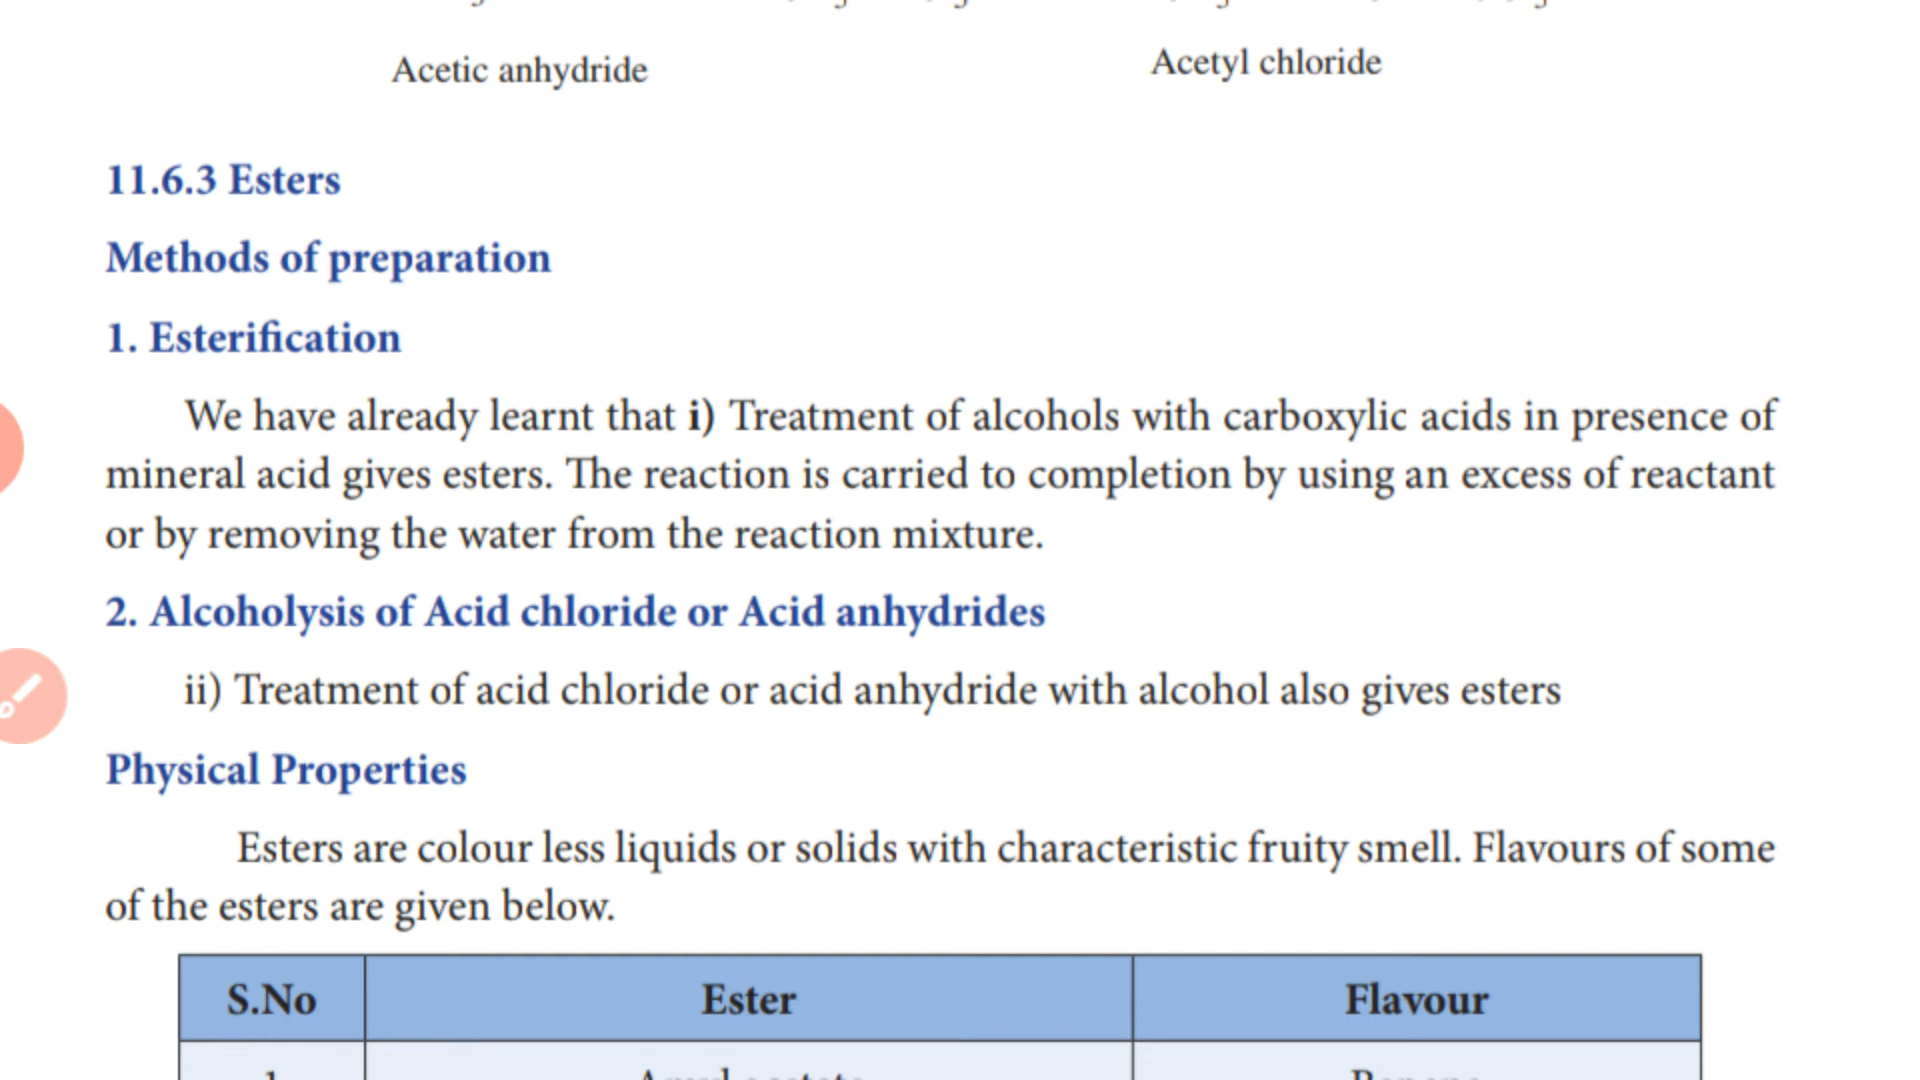 Acetic anhydride
Acetyl chloride
11.6.3 Esters
Methods of preparation
1. Esterification
We have already learnt that i) Treatment of alcohols with carboxylic acids in presence of
mineral acid gives esters. The reaction is carried to completion by using an excess of reactant
or by removing the water from the reaction mixture.
2. Alcoholysis of Acid chloride or Acid anhydrides
ii) Treatment of acid chloride or acid anhydride with alcohol also gives esters
Physical Properties
Esters are colour less liquids or solids with characteristic fruity smell. Flavours of some
of the esters are given below.
S.No Ester Flavour